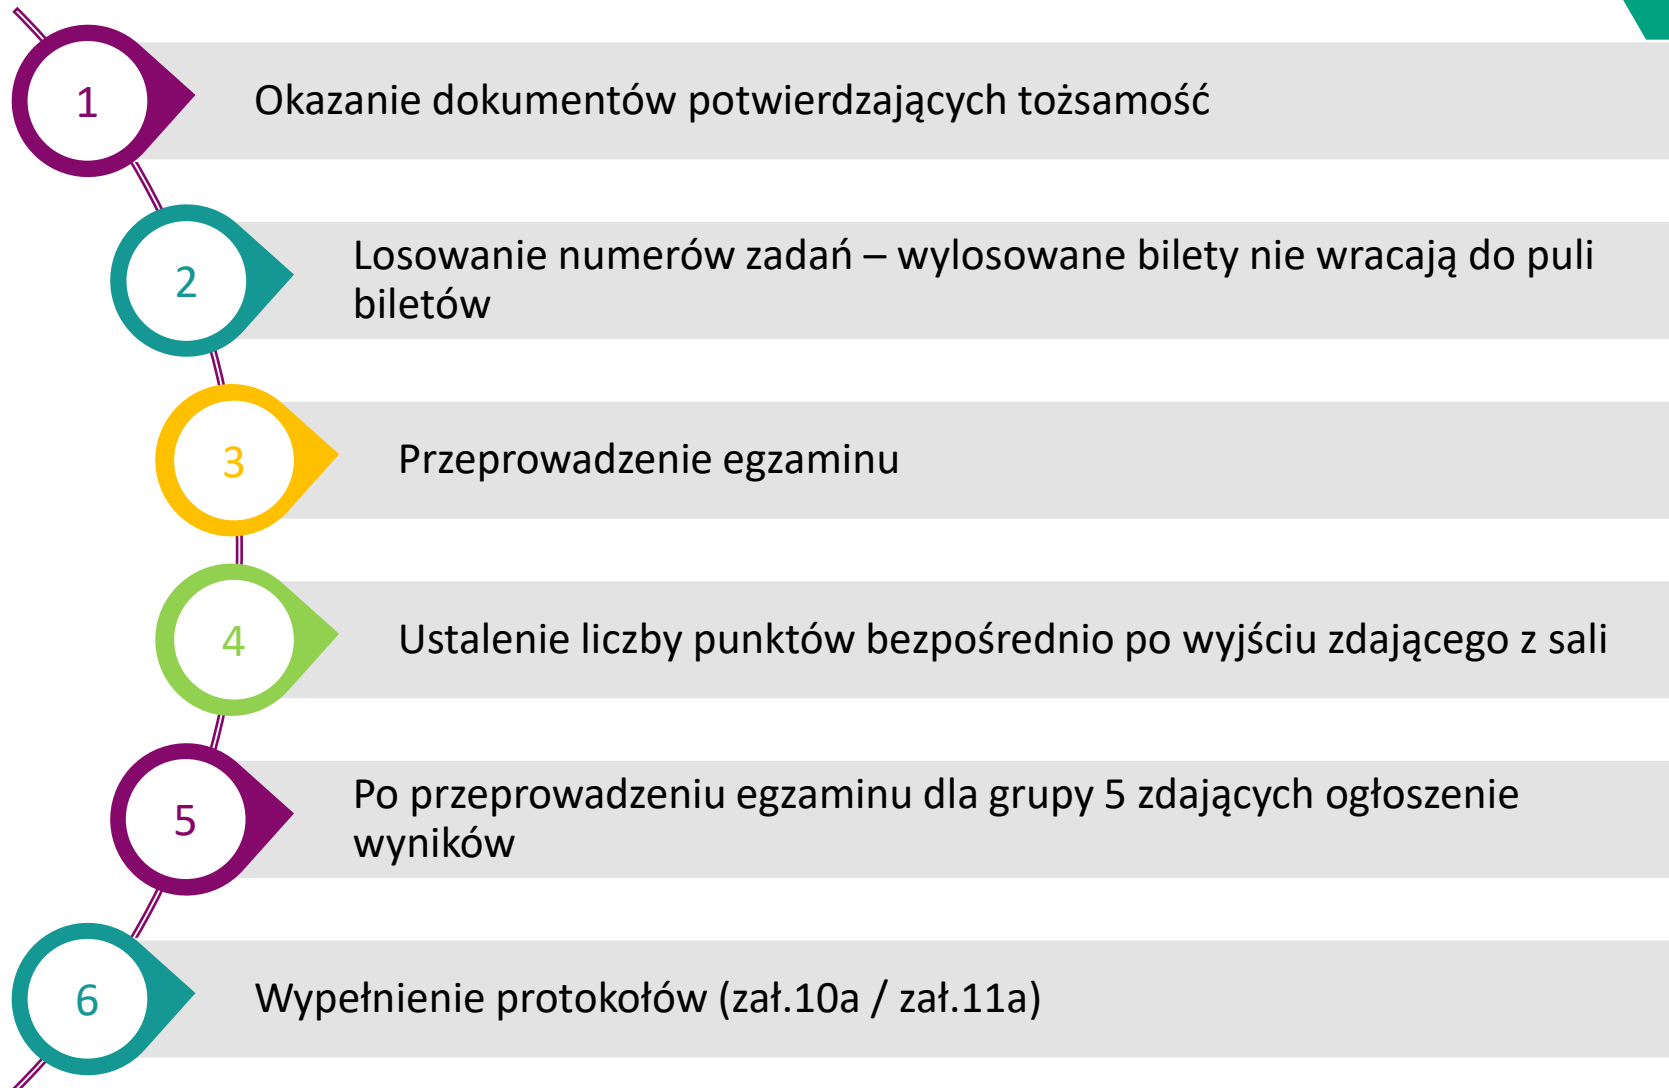 1
Okazanie dokumentów potwierdzających tożsamość
2
Losowanie numerów zadań – wylosowane bilety nie wracają do puli
biletów
3
Przeprowadzenie egzaminu
4
Ustalenie liczby punktów bezpośrednio po wyjściu zdającego z sali
5
Po przeprowadzeniu egzaminu dla grupy 5 zdających ogłoszenie
wyników
6
Wypełnienie protokołów (zał.10a / zał.11a)